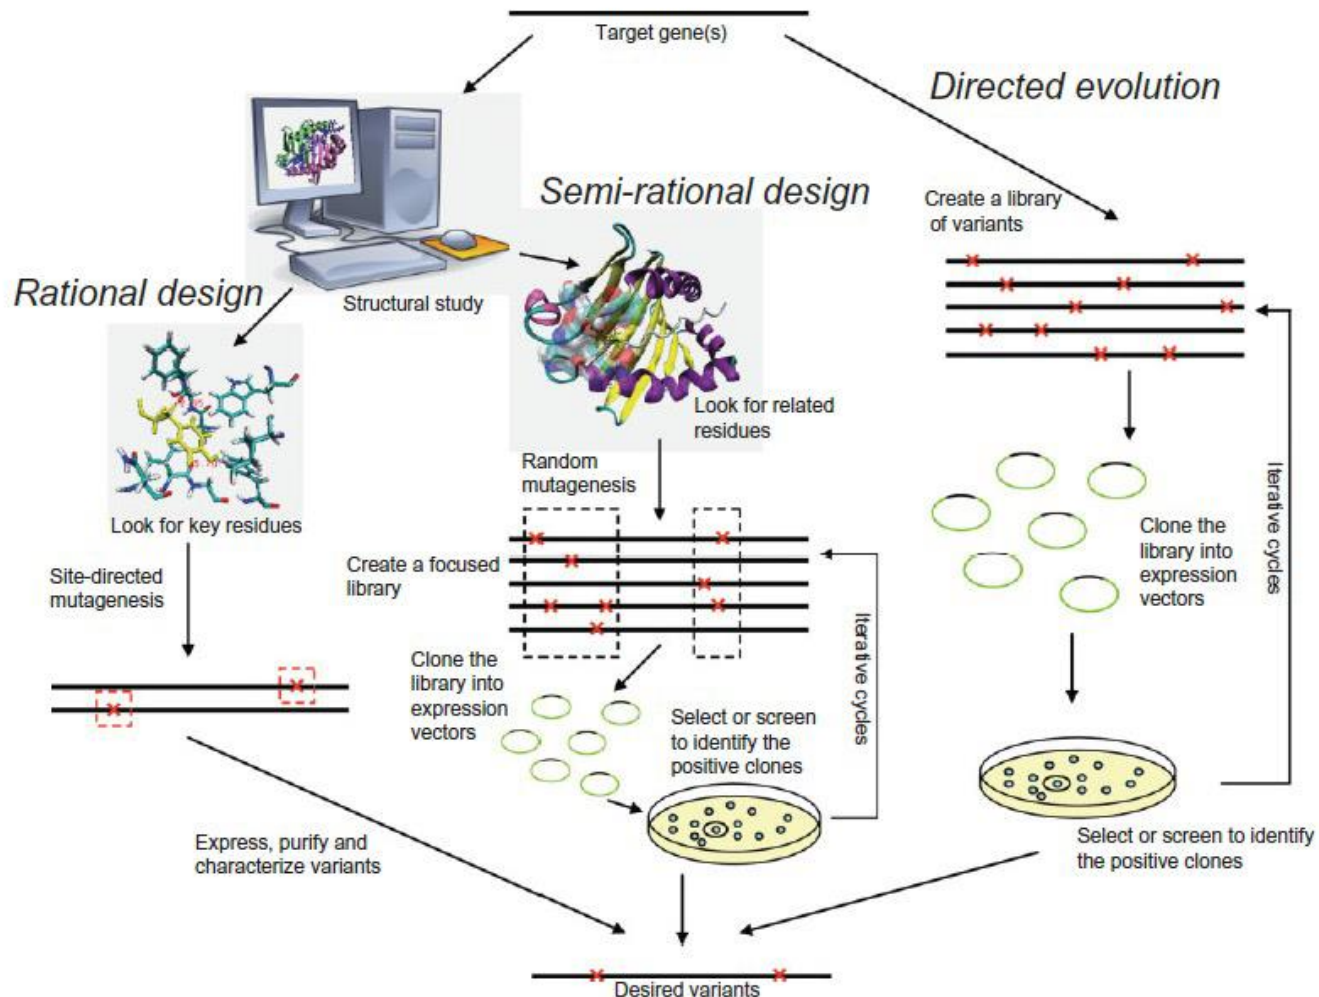 Target gene(s)
Directed evolution
Semi-rational design
Create a library
of variants
Rational design
Structural study
Look for related
residues
Random
mutagenesis
Look for key residues
Site-directed
mutagenesis
Create a focused
library
Clone the
library into
expression
vectors
Iterative cycles
Clone the
library into
expression
vectors
Select or screen
to identify the
positive clones
Iterative cycles
Express, purify and
characterize variants
Select or screen to identify
the positive clones
Desired variants